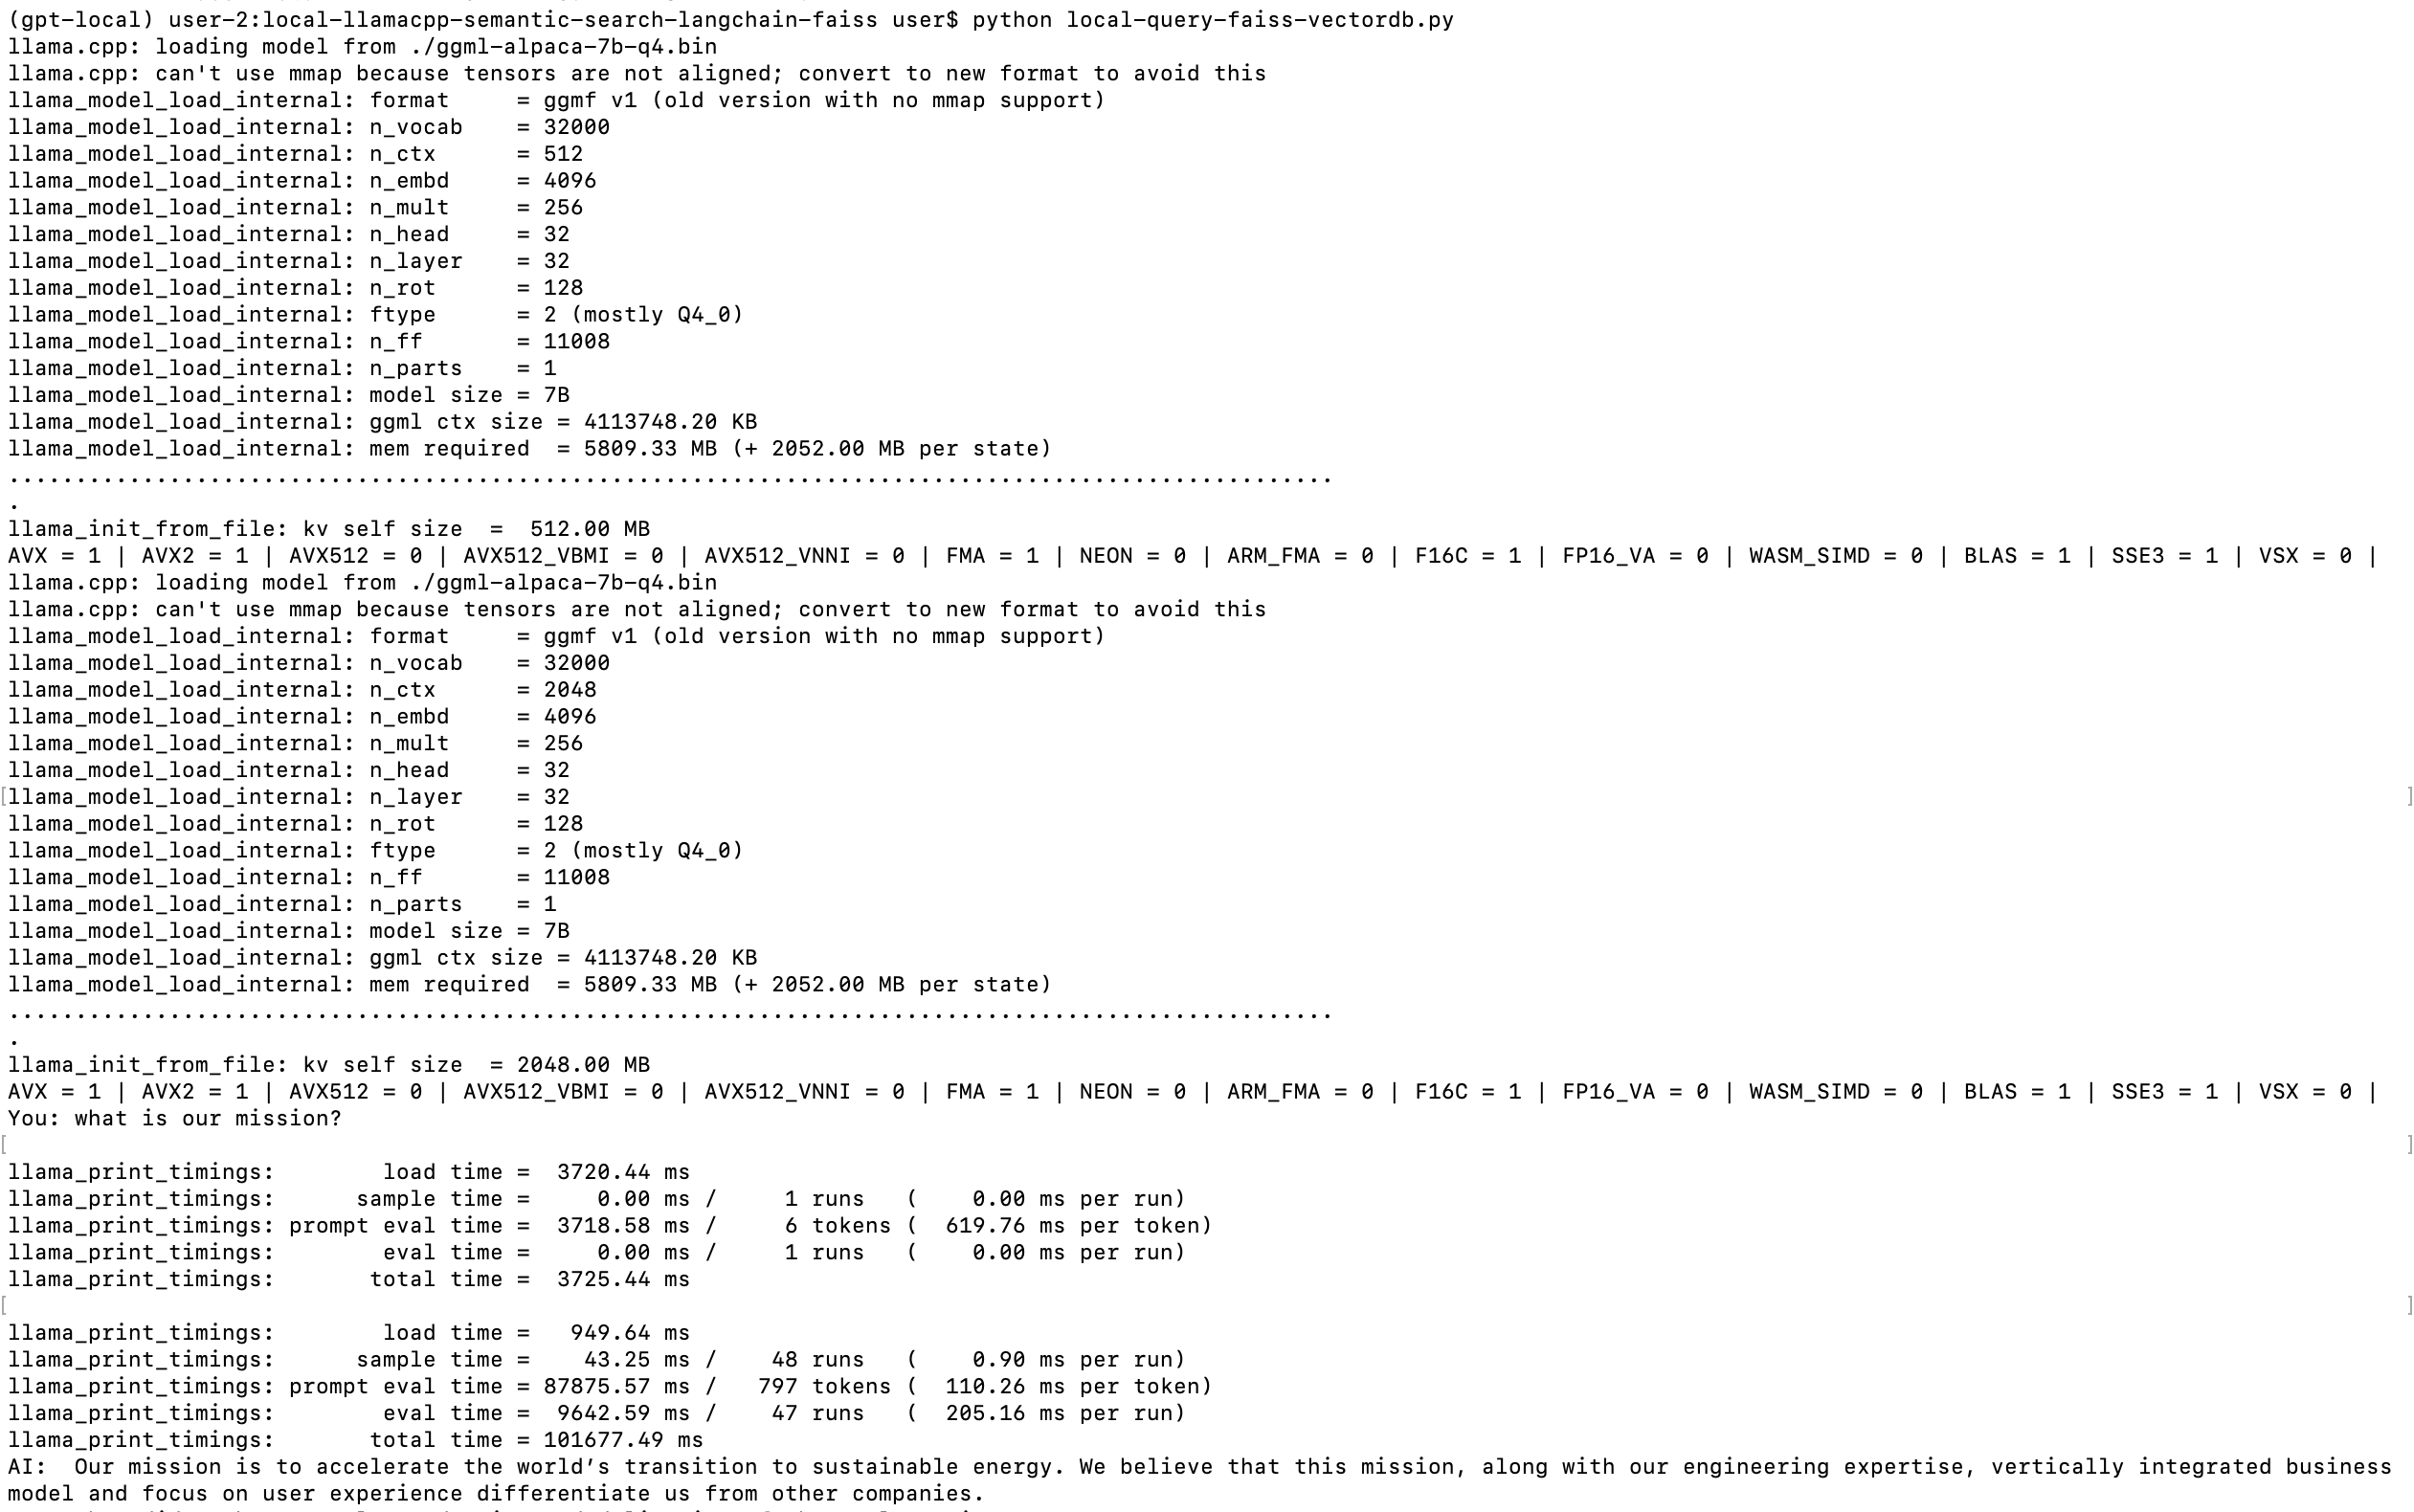 (gpt-local) user-2:local-llamacpp-semantic-search-langchain-faiss user$ python local-query-faiss-vectordb.py
llama.cpp: loading model from ./ggml-alpaca-7b-q4.bin
llama.cpp: can't use mmap because tensors are not aligned; convert to new format to avoid this
llama_model_load_internal: format     = ggmf v1 (old version with no mmap support)
llama_model_load_internal: n_vocab    = 32000
llama_model_load_internal: n_ctx      = 512
llama_model_load_internal: n_embd     = 4096
llama_model_load_internal: n_mult     = 256
llama_model_load_internal: n_head     = 32
llama_model_load_internal: n_layer    = 32
llama_model_load_internal: n_rot      = 128
llama_model_load_internal: ftype      = 2 (mostly Q4_0)
llama_model_load_internal: n_ff       = 11008
llama_model_load_internal: n_parts    = 1
llama_model_load_internal: model size = 7B
llama_model_load_internal: ggml ctx size = 4113748.20 KB
llama_model_load_internal: mem required  = 5809.33 MB (+ 2052.00 MB per state)
...................................................................................................
.
llama_init_from_file: kv self size  =  512.00 MB
AVX = 1 | AVX2 = 1 | AVX512 = 0 | AVX512_VBMI = 0 | AVX512_VNNI = 0 | FMA = 1 | NEON = 0 | ARM_FMA = 0 | F16C = 1 | FP16_VA = 0 | WASM_SIMD = 0 | BLAS = 1 | SSE3 = 1 | VSX = 0 |
llama.cpp: loading model from ./ggml-alpaca-7b-q4.bin
llama.cpp: can't use mmap because tensors are not aligned; convert to new format to avoid this
llama_model_load_internal: format     = ggmf v1 (old version with no mmap support)
llama_model_load_internal: n_vocab    = 32000
llama_model_load_internal: n_ctx      = 2048
llama_model_load_internal: n_embd     = 4096
llama_model_load_internal: n_mult     = 256
llama_model_load_internal: n_head     = 32
[llama_model_load_internal: n_layer    = 32 ]
llama_model_load_internal: n_rot      = 128
llama_model_load_internal: ftype      = 2 (mostly Q4_0)
llama_model_load_internal: n_ff       = 11008
llama_model_load_internal: n_parts    = 1
llama_model_load_internal: model size = 7B
llama_model_load_internal: ggml ctx size = 4113748.20 KB
llama_model_load_internal: mem required  = 5809.33 MB (+ 2052.00 MB per state)
...................................................................................................
.
llama_init_from_file: kv self size  = 2048.00 MB
AVX = 1 | AVX2 = 1 | AVX512 = 0 | AVX512_VBMI = 0 | AVX512_VNNI = 0 | FMA = 1 | NEON = 0 | ARM_FMA = 0 | F16C = 1 | FP16_VA = 0 | WASM_SIMD = 0 | BLAS = 1 | SSE3 = 1 | VSX = 0 |
You: what is our mission?
[ ]
llama_print_timings:        load time =  3720.44 ms
llama_print_timings:      sample time =     0.00 ms /     1 runs   (    0.00 ms per run)
llama_print_timings: prompt eval time =  3718.58 ms /     6 tokens (  619.76 ms per token)
llama_print_timings:        eval time =     0.00 ms /     1 runs   (    0.00 ms per run)
llama_print_timings:       total time =  3725.44 ms
[ ]
llama_print_timings:        load time =   949.64 ms
llama_print_timings:      sample time =    43.25 ms /    48 runs   (    0.90 ms per run)
llama_print_timings: prompt eval time = 87875.57 ms /   797 tokens (  110.26 ms per token)
llama_print_timings:        eval time =  9642.59 ms /    47 runs   (  205.16 ms per run)
llama_print_timings:       total time = 101677.49 ms
AI:  Our mission is to accelerate the world’s transition to sustainable energy. We believe that this mission, along with our engineering expertise, vertically integrated business
model and focus on user experience differentiate us from other companies.